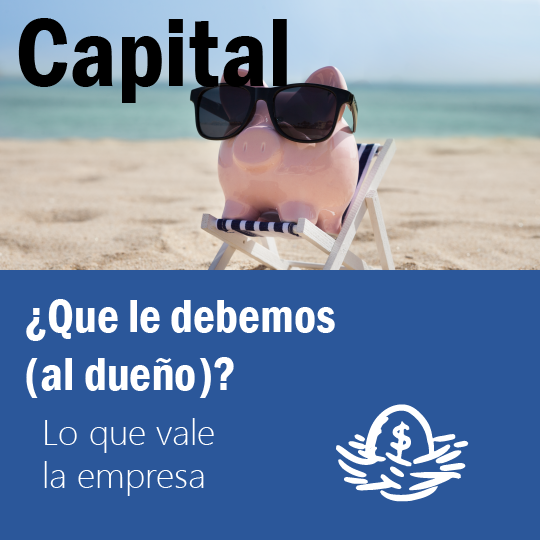 Capital
¿Que le debemos
(al dueño)?
Lo que vale
la empresa
$